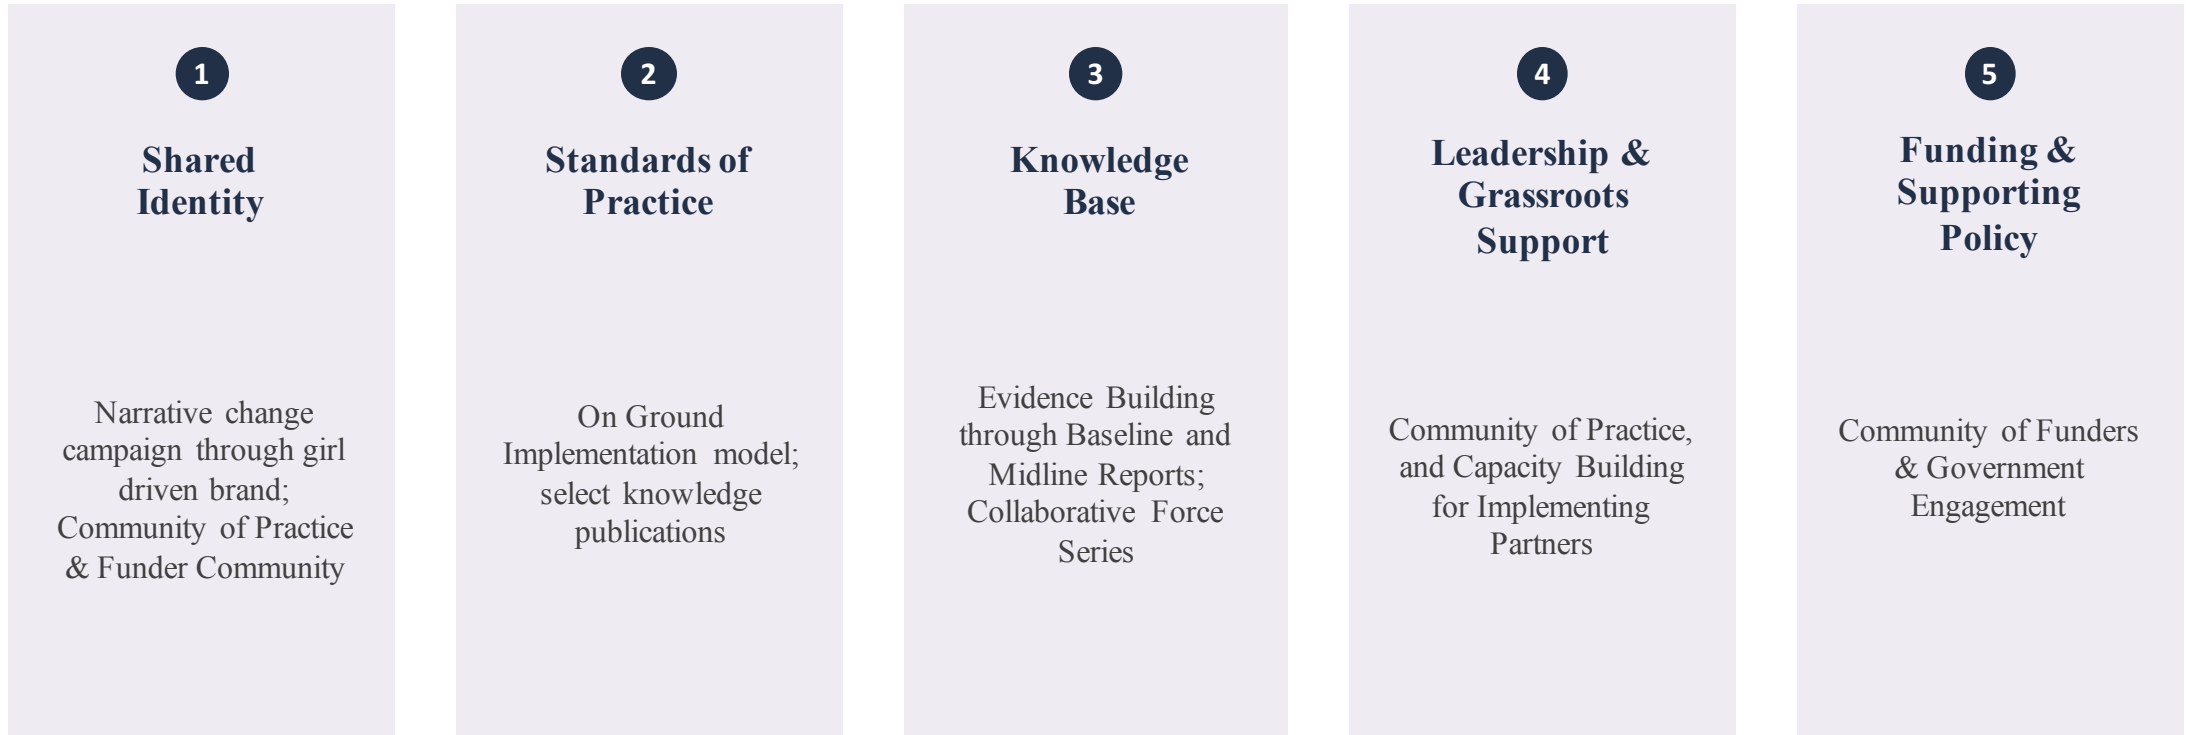 1
Shared
Identity
Narrative change
campaign through girl
driven brand;
Community of Practice
& Funder Community
2
Standards of
Practice
On Ground
Implementation model;
select knowledge
publications
3
Knowledge
Base
Evidence Building
through Baseline and
Midline Reports;
Collaborative Force
Series
4
Leadership &
Grassroots
Support
Community of Practice,
and Capacity Building
for Implementing
Partners
5
Funding &
Supporting
Policy
Community of Funders
& Government
Engagement